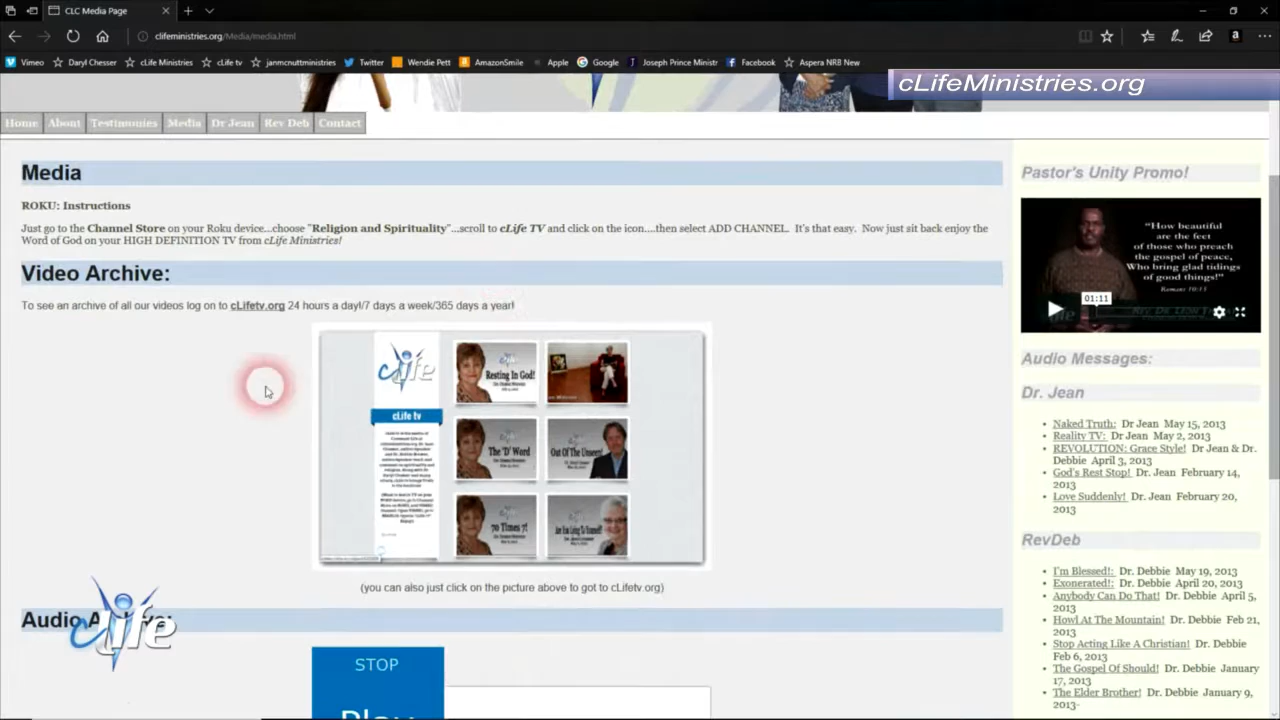 CLC Media Page
clifeministries.org/Media/media.html
Vimeo Daryl Chesser cLife Ministries cLife tv janmcnuttministries Twitter Wendie Pett AmazonSmile Apple Google Joseph Prince Ministr Facebook Aspera NRB New
cLifeMinistries.org
Home About Testimonies Media Dr Jean Rev Deb Contact
Media
ROKU: Instructions
Just go to the Channel Store on your Roku device...choose "Religion and Spirituality"...scroll to cLife TV and click on the icon....then select ADD CHANNEL. It's that easy. Now just sit back enjoy the
Word of God on your HIGH DEFINITION TV from cLife Ministries!
Video Archive:
To see an archive of all our videos log on to cLifetv.org 24 hours a day!/7 days a week/365 days a year!
cLife
cLife tv
Resting In God!
The 'D' Word
Out Of The Unseen!
70 Times 7!
Are You Lying To Yourself?
(you can also just click on the picture above to got to cLifetv org)
Audio
cLife
STOP
Play
Pastor's Unity Promo!
"How beautiful
are the feet
of those who preach
the gospel of peace,
Who bring glad tidings
of good things!"
Romans 10:15
01:11
Audio Messages:
Dr. Jean
Naked Truth: Dr Jean May 15, 2013
Reality TV: Dr Jean May 2, 2013
REVOLUTION: Grace Style! Dr Jean & Dr.
Debbie April 3, 2013
God's Rest Stop! Dr. Jean February 14,
2013
Love Suddenly! Dr. Jean February 20,
2013
RevDeb
I'm Blessed!: Dr. Debbie May 19, 2013
Exonerated!: Dr. Debbie April 20, 2013
Anybody Can Do That! Dr. Debbie April 5,
2013
Howl At The Mountain! Dr. Debbie Feb 21,
2013
Stop Acting Like A Christian! Dr. Debbie
Feb 6, 2013
The Gospel Of Should! Dr. Debbie January
17, 2013
The Elder Brother! Dr. Debbie January 9,
2013-